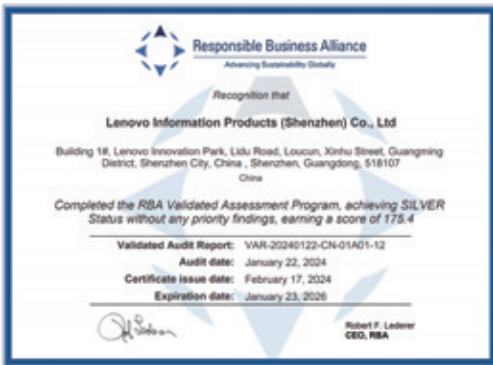 Responsible Business Alliance
Advancing Sustainability Globally
Recognition that
Lenovo Information Products (Shenzhen) Co., Ltd
Building 1#, Lenovo Innovation Park, Lidu Road, Loucun, Xinhu Street, Guangming
District, Shenzhen City, China , Shenzhen, Guangdong, 518107
China
Completed the RBA Validated Assessment Program, achieving SILVER
Status without any priority findings, earning a score of 175.4
Validated Audit Report: VAR-20240122-CN-01A01-12
Audit date: January 22, 2024
Certificate issue date: February 17, 2024
Expiration date: January 23, 2026
Robert F. Lederer
CEO, RBA